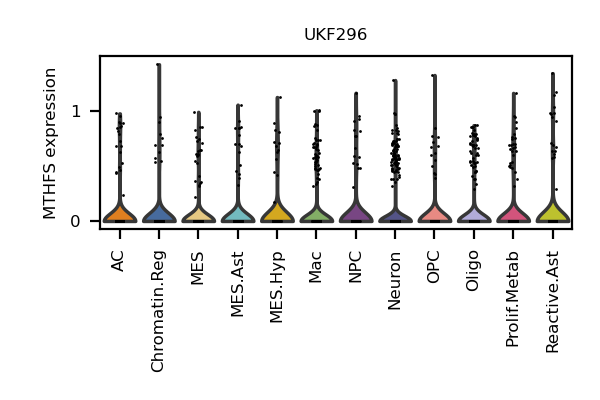 UKF296
MTHFS expression
1
0
AC
Chromatin.Reg
MES
MES.Ast
MES.Hyp
Mac
NPC
Neuron
OPC
Oligo
Prolif.Metab
Reactive.Ast